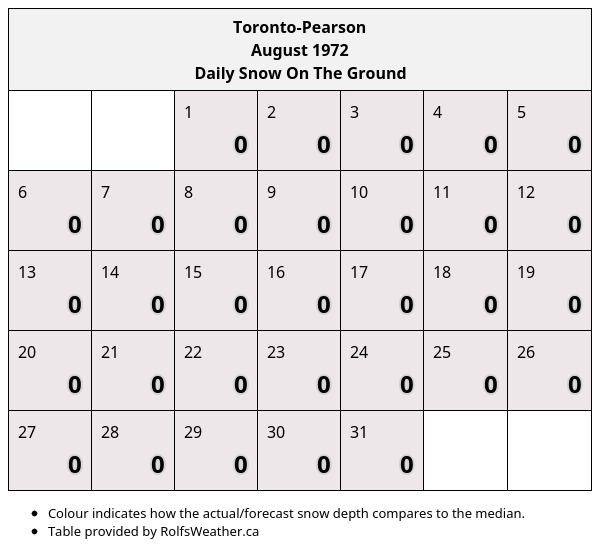 Toronto-Pearson
August 1972
Daily Snow On The Ground
1 2 3 4 5
0 0 0 0 0
6 7 8 9 10 11 12
0 0 0 0 0 0 0
13 14 15 16 17 18 19
0 0 0 0 0 0 0
20 21 22 23 24 25 26
0 0 0 0 0 0 0
27 28 29 30 31
0 0 0 0 0
• Colour indicates how the actual/forecast snow depth compares to the median.
• Table provided by RolfsWeather.ca